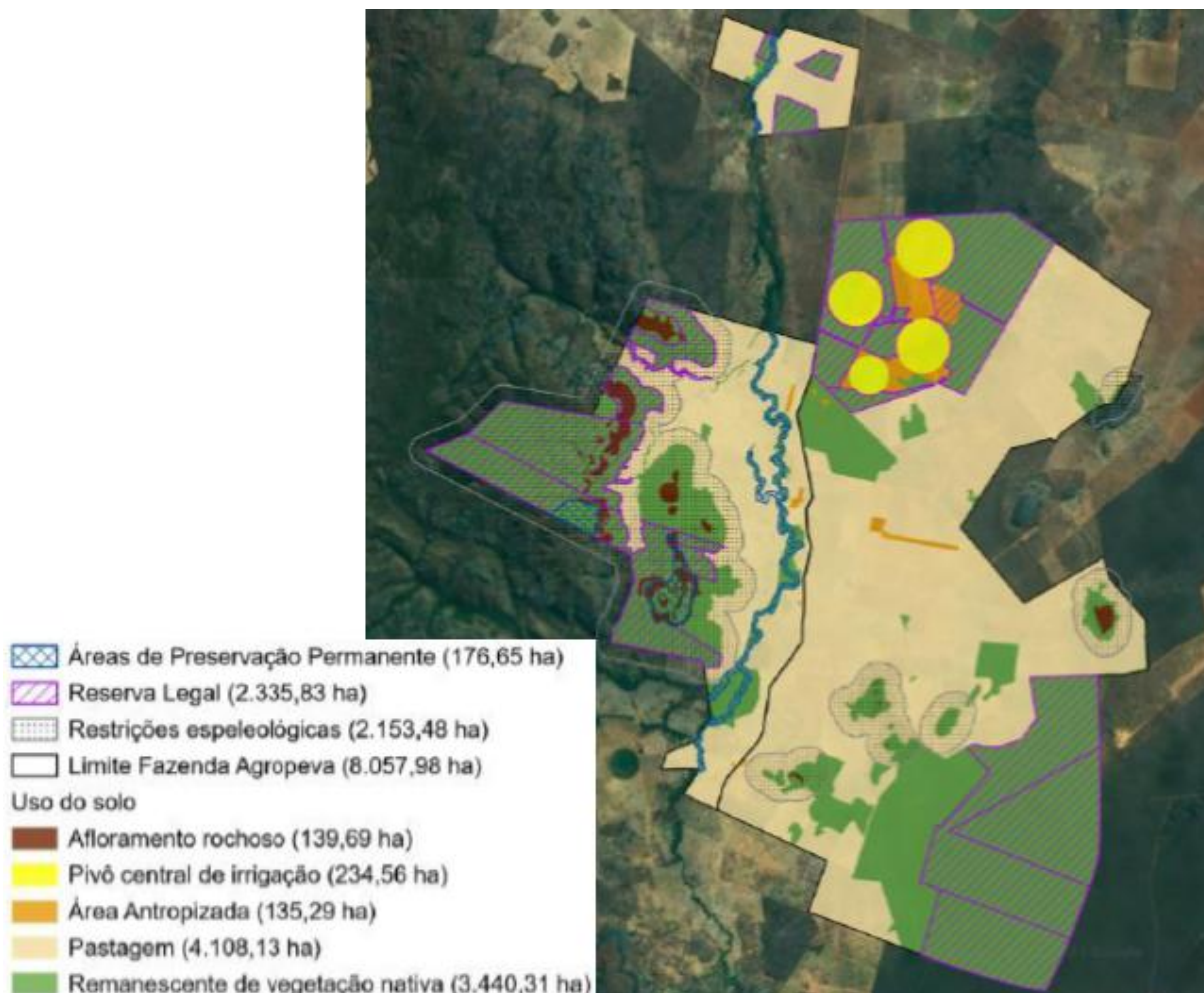 Áreas de Preservação Permanente (176,65 ha)
Reserva Legal (2.335,83 ha)
Restrições espeleológicas (2.153,48 ha)
Limite Fazenda Agropeva (8.057,98 ha)
Uso do solo
Afloramento rochoso (139,69 ha)
Pivô central de irrigação (234,56 ha)
Área Antropizada (135,29 ha)
Pastagem (4.108,13 ha)
Remanescente de vegetação nativa (3.440,31 ha)